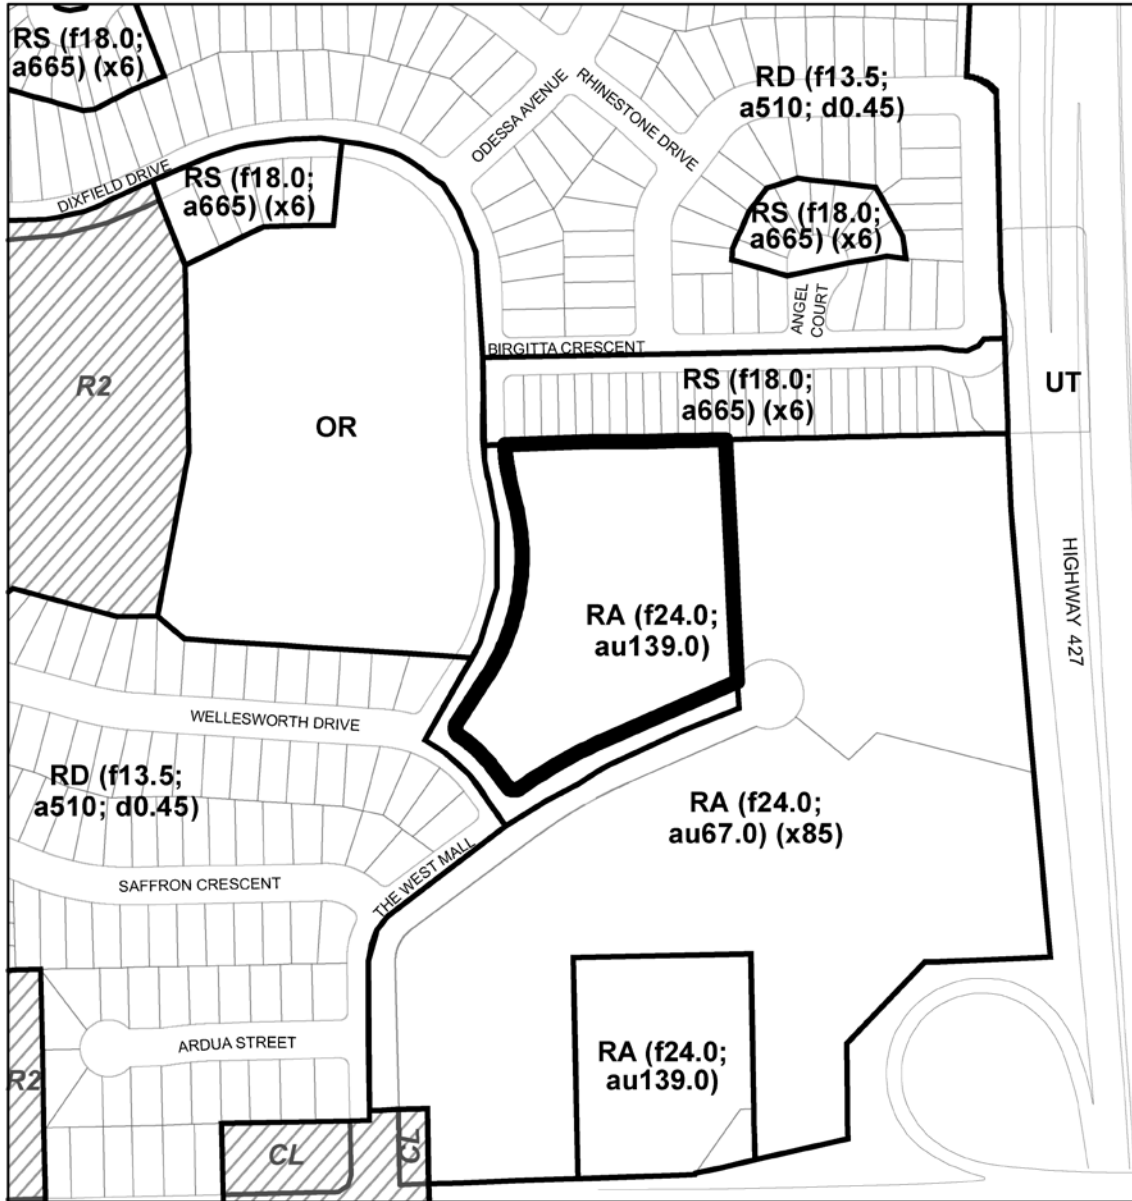 RS (f18.0;
a665) (x6)
RD (f13.5;
a510; d0.45)
ODESSA AVENUE
RHINESTONE DRIVE
DIXFIELD DRIVE
RS (f18.0;
a665) (x6)
RS (f18.0;
a665) (x6)
ANGEL
COURT
BIRGITTA CRESCENT
R2
RS (f18.0;
a665) (x6)
UT
OR
HIGHWAY 427
RA (f24.0;
au139.0)
WELLESWORTH DRIVE
RD (f13.5;
a510; d0.45)
RA (f24.0;
au67.0) (x85)
THE WEST MALL
SAFFRON CRESCENT
ARDUA STREET
RA (f24.0;
au139.0)
R2
CL
CL